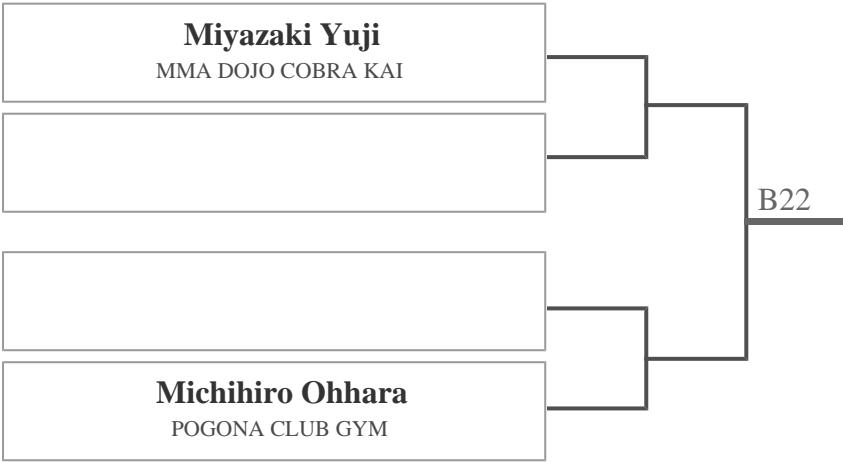 Miyazaki Yuji
MMA DOJO COBRA KAI
B22
Michihiro Ohhara
POGONA CLUB GYM